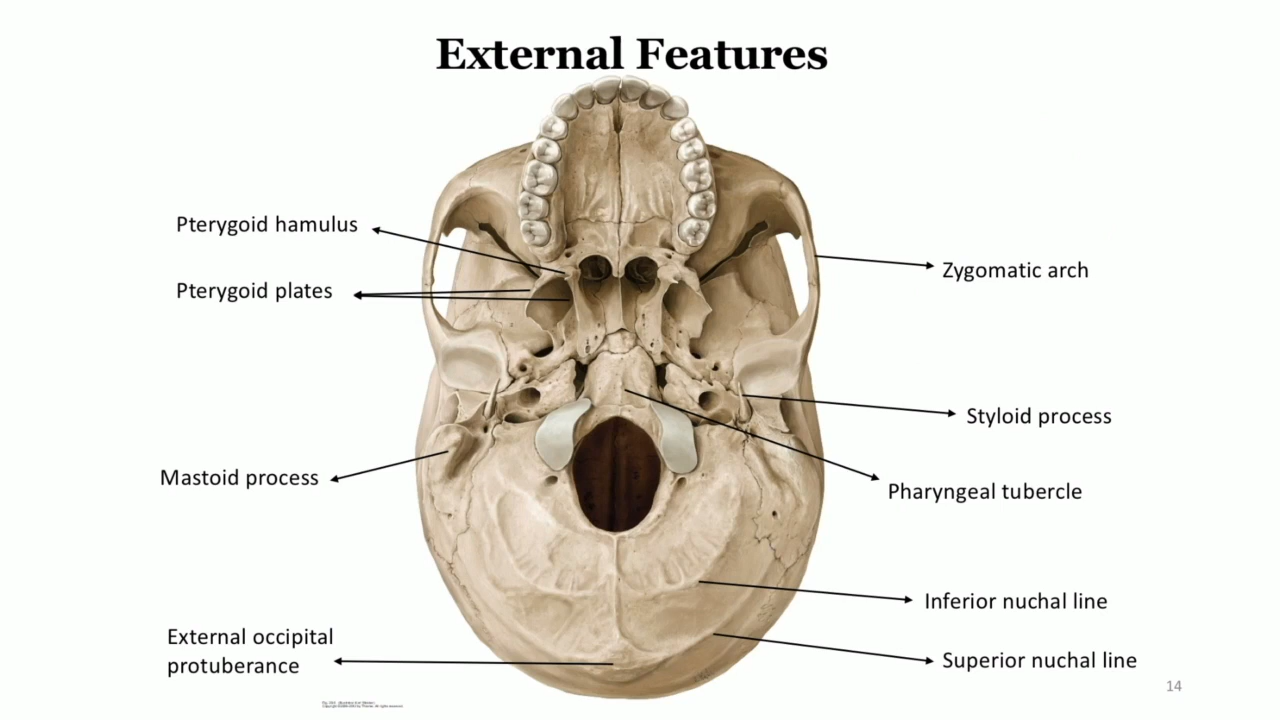 External Features
Pterygoid hamulus
Pterygoid plates
Zygomatic arch
Styloid process
Mastoid process
Pharyngeal tubercle
Inferior nuchal line
External occipital
protuberance
Superior nuchal line
14